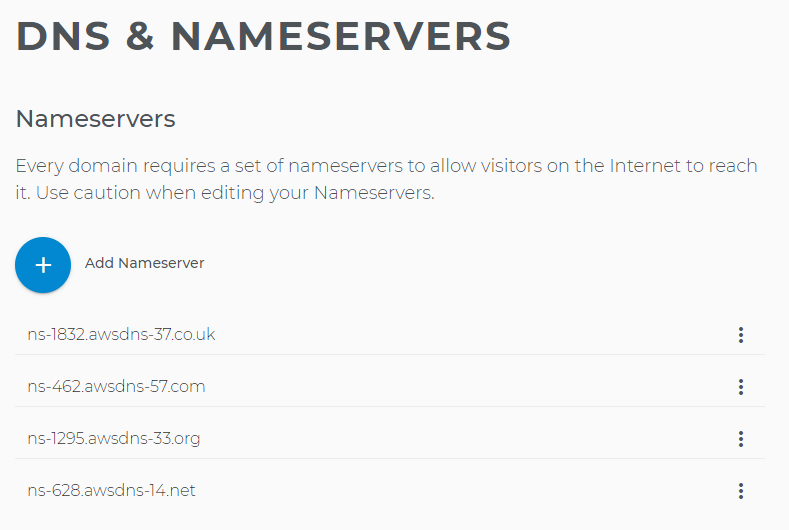 DNS & NAMESERVERS
Nameservers
Every domain requires a set of nameservers to allow visitors on the Internet to reach
it. Use caution when editing your Nameservers.
Add Nameserver
ns-1832.awsdns-37.co.uk
ns-462.awsdns-57.com
ns-1295.awsdns-33.org
ns-628.awsdns-14.net